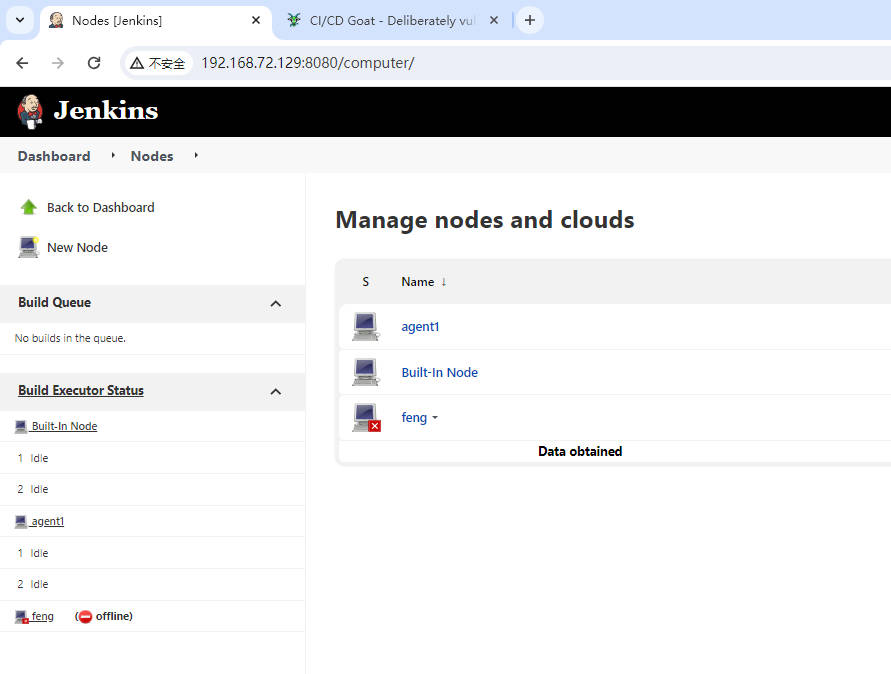 Nodes [Jenkins]
CI/CD Goat - Deliberately vul
不安全
192.168.72.129:8080/computer/
Jenkins
Dashboard
Nodes
Back to Dashboard
New Node
Build Queue
No builds in the queue.
Build Executor Status
Built-In Node
1 Idle
2 Idle
agent1
1 Idle
2 Idle
feng (offline)
Manage nodes and clouds
S Name ↓
agent1
Built-In Node
feng
Data obtained